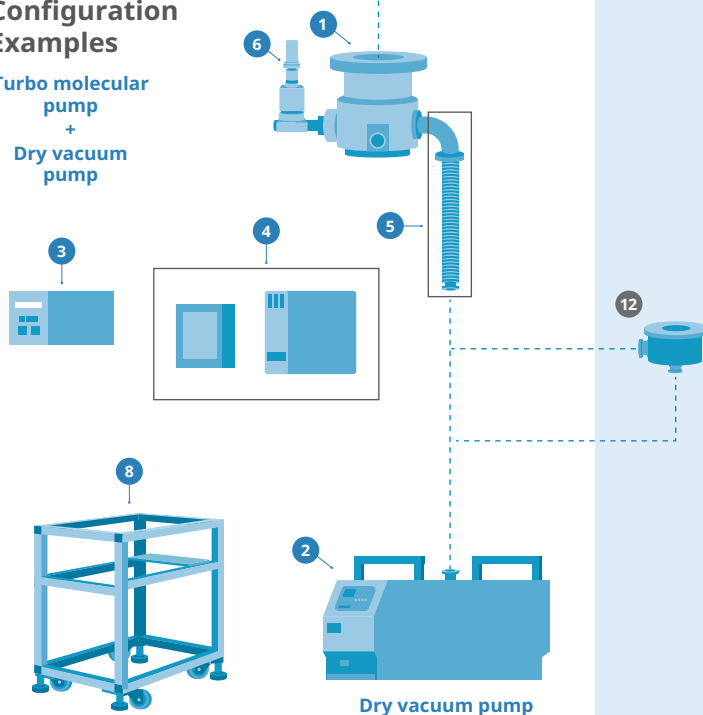 Configuration
Examples
Turbo molecular
pump
+
Dry vacuum
pump
1
6
5
4
3
12
8
2
Dry vacuum pump